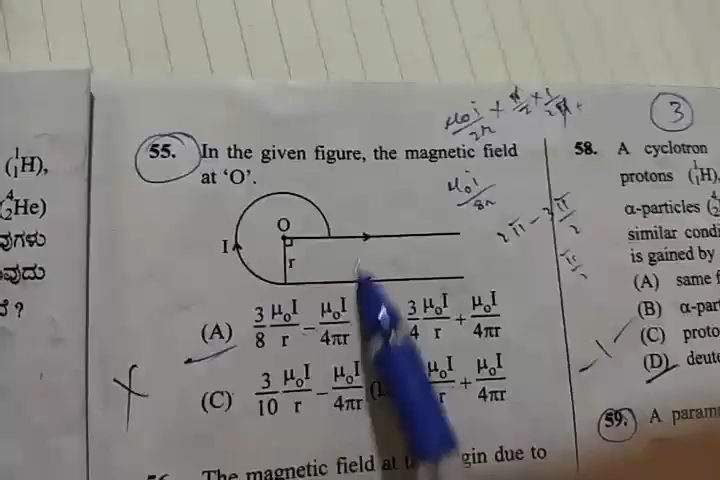 μ₀i/2r + π/2 +
3
55. In the given figure, the magnetic field
at 'O'.
μ₀i/8r
2π -
O
I
r
(A) 3/8 μ₀I/r − μ₀I/4πr
3/4 μ₀I/r + μ₀I/4πr
(C) 3/10 μ₀I/r − μ₀I/4πr
μ₀I/r + μ₀I/4πr
The magnetic field at
gin due to
(¹₁H),
⁴₂He)
ವುಗಳು
ವುದು
ರೆ ?
58. A cyclotron
protons (¹₁H),
α-particles (
similar condi
is gained by
(A) same f
(B) α-par
(C) proto
(D) deute
59. A param